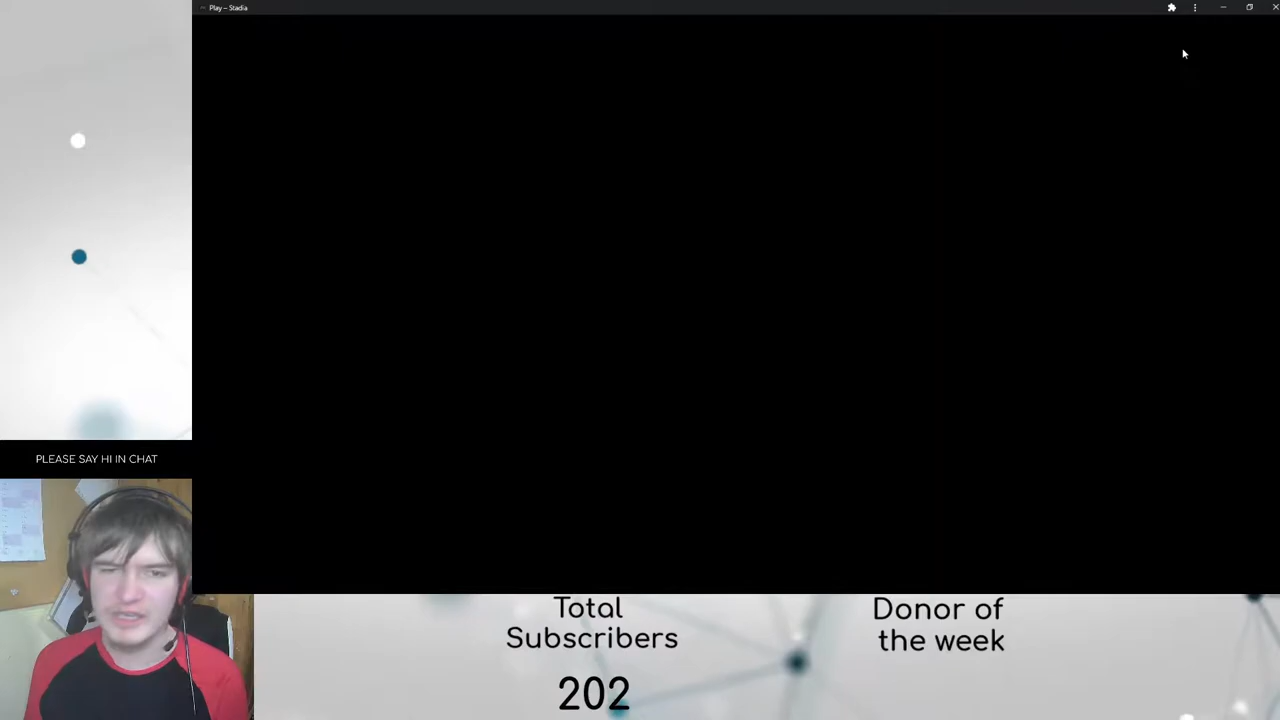 Play – Stadia
PLEASE SAY HI IN CHAT
Total
Subscribers
202
Donor of
the week